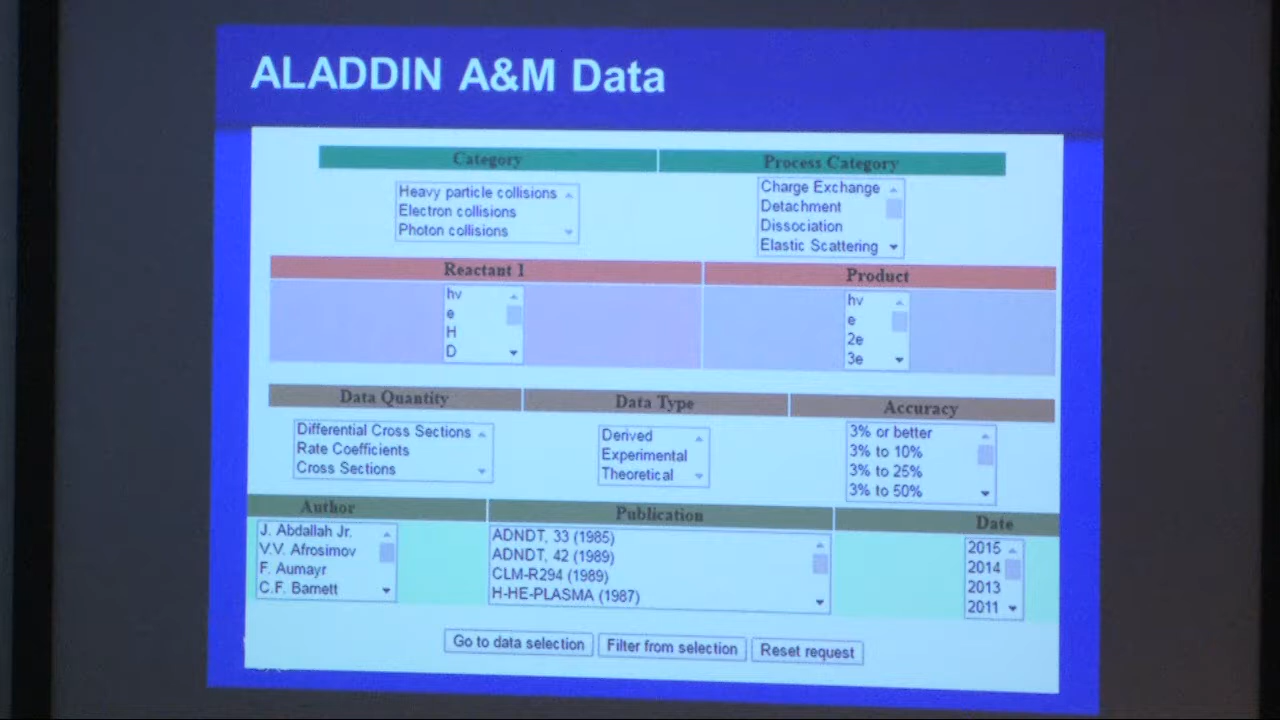 ALADDIN A&M Data
Category
Process Category
Heavy particle collisions
Electron collisions
Photon collisions
Charge Exchange
Detachment
Dissociation
Elastic Scattering
Reactant 1
Product
hv
e
H
D
hv
e
2e
3e
Data Quantity
Data Type
Accuracy
Differential Cross Sections
Rate Coefficients
Cross Sections
Derived
Experimental
Theoretical
3% or better
3% to 10%
3% to 25%
3% to 50%
Author
Publication
Date
J. Abdallah Jr.
V.V. Afrosimov
F. Aumayr
C.F. Barnett
ADNDT, 33 (1985)
ADNDT, 42 (1989)
CLM-R294 (1989)
H-HE-PLASMA (1987)
2015
2014
2013
2011
Go to data selection
Filter from selection
Reset request